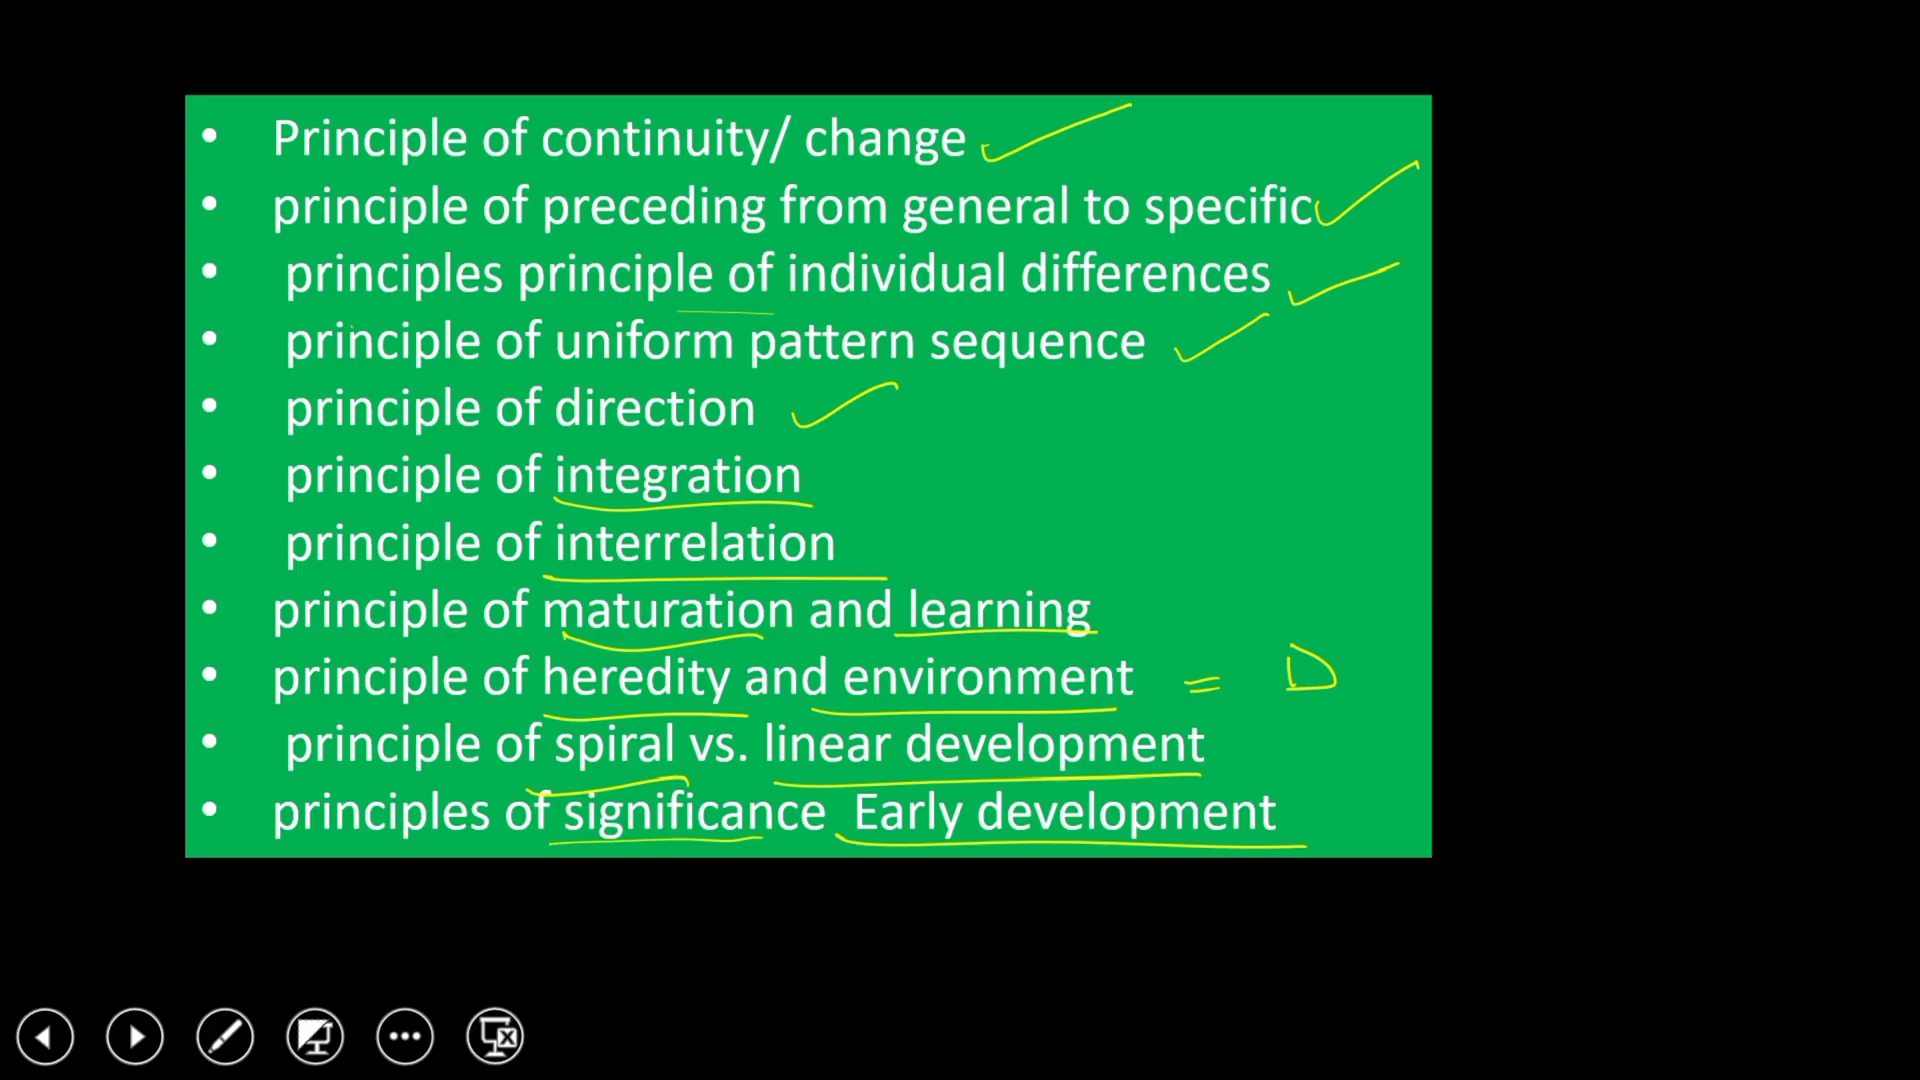 • Principle of continuity/ change
• principle of preceding from general to specific
• principles principle of individual differences
• principle of uniform pattern sequence
• principle of direction
• principle of integration
• principle of interrelation
• principle of maturation and learning
• principle of heredity and environment = D
• principle of spiral vs. linear development
• principles of significance Early development